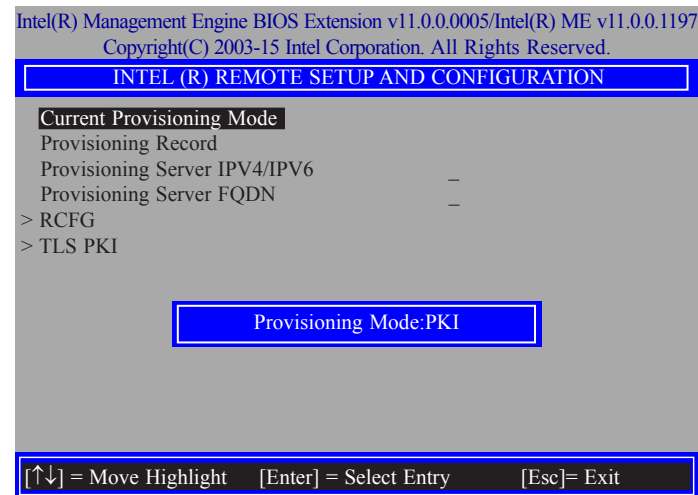 Intel(R) Management Engine BIOS Extension v11.0.0.0005/Intel(R) ME v11.0.0.1197
Copyright(C) 2003-15 Intel Corporation. All Rights Reserved.
INTEL (R) REMOTE SETUP AND CONFIGURATION
Current Provisioning Mode
Provisioning Record
Provisioning Server IPV4/IPV6 _
Provisioning Server FQDN _
> RCFG
> TLS PKI
Provisioning Mode:PKI
[↑↓] = Move Highlight [Enter] = Select Entry [Esc]= Exit